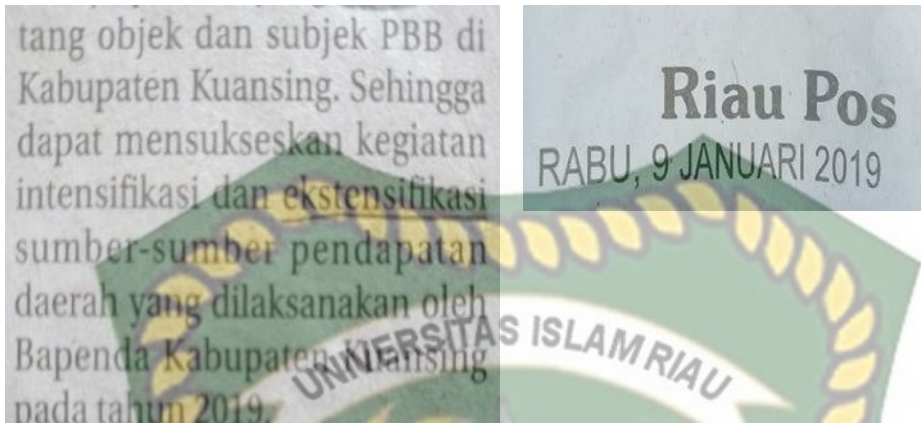 tang objek dan subjek PBB di
Kabupaten Kuansing. Sehingga
dapat mensukseskan kegiatan
intensifikasi dan ekstensifikasi
sumber-sumber pendapatan
daerah yang dilaksanakan oleh
Bapenda Kabupaten Kuansing
pada tahun 2019.
Riau Pos
RABU, 9 JANUARI 2019
UNIVERSITAS ISLAM RIAU